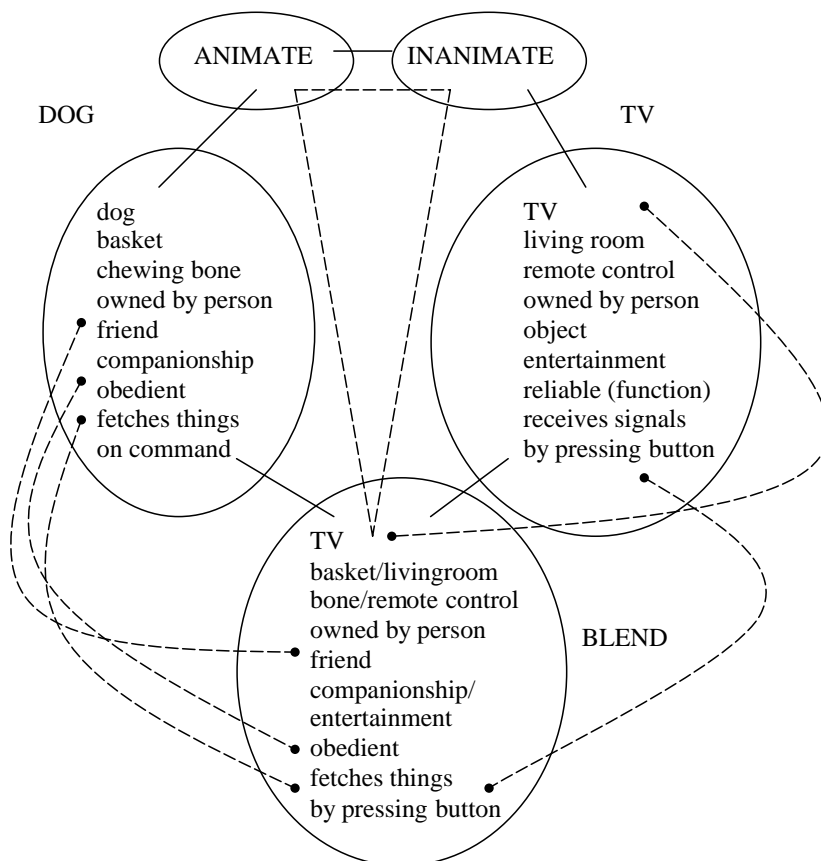 ANIMATE
INANIMATE
DOG
TV
dog
basket
chewing bone
owned by person
friend
companionship
obedient
fetches things
on command
TV
living room
remote control
owned by person
object
entertainment
reliable (function)
receives signals
by pressing button
TV
basket/livingroom
bone/remote control
owned by person
friend
companionship/
entertainment
obedient
fetches things
by pressing button
BLEND